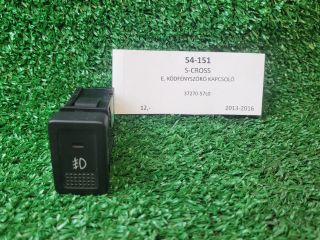 54-151
S-CROSS
E. KÖDFÉNYSZÓRÓ KAPCSOLÓ
37270-57L0
12,- 2013-2016